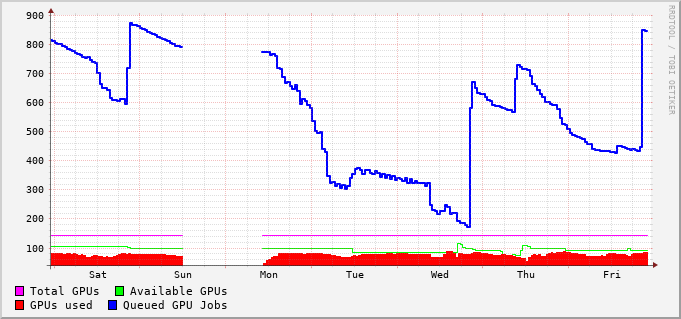 900
800
700
600
500
400
300
200
100
Sat Sun Mon Tue Wed Thu Fri
Total GPUs Available GPUs
GPUs used Queued GPU Jobs
RRDTOOL / TOBI OETIKER